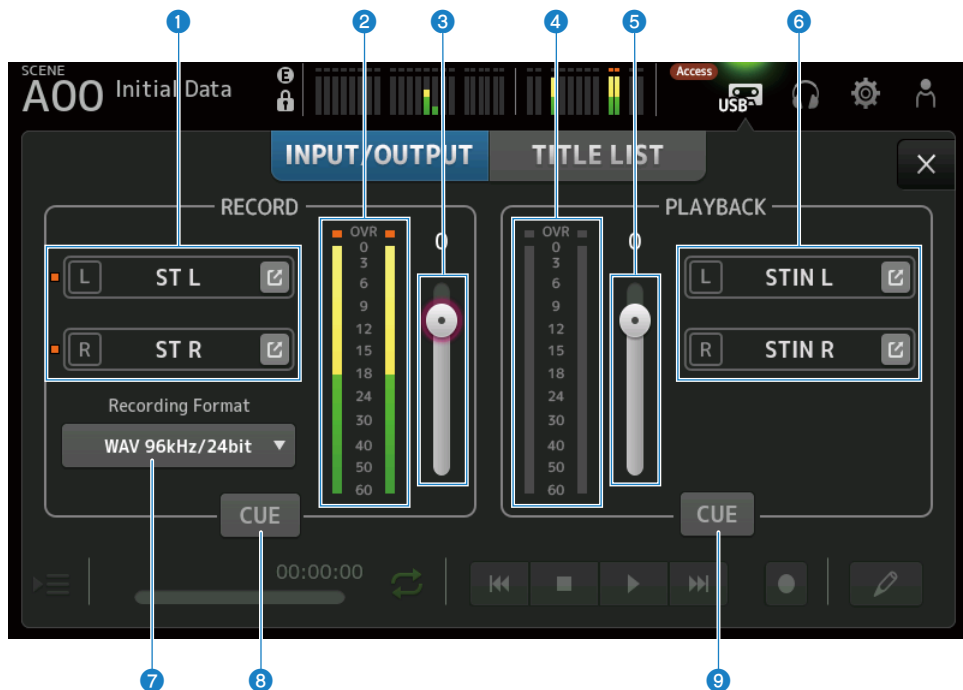 1 2 3 4 5 6
SCENE
A00 Initial Data
E
Access
USB
INPUT/OUTPUT TITLE LIST
RECORD
PLAYBACK
L ST L
R ST R
Recording Format
WAV 96kHz/24bit
OVR
0
3
6
9
12
15
18
24
30
40
50
60
0
OVR
0
3
6
9
12
15
18
24
30
40
50
60
0
L STIN L
R STIN R
CUE
CUE
00:00:00
7 8 9